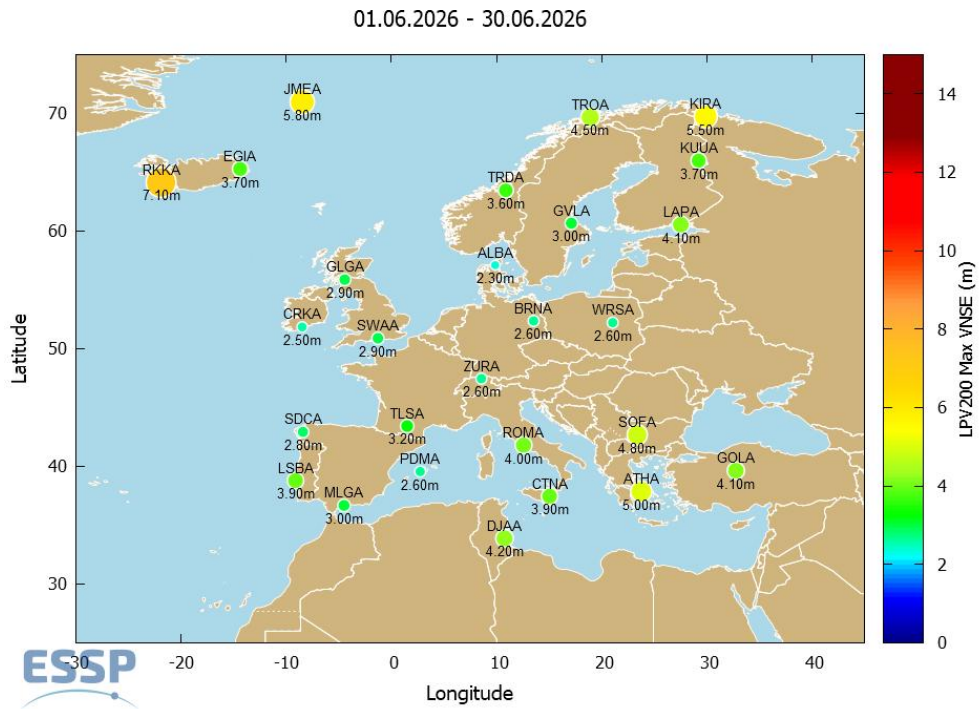 01.06.2026 - 30.06.2026
JMEA
5.80m
TROA
4.50m
KIRA
5.50m
EGIA
3.70m
RKKA
7.10m
KUUA
3.70m
TRDA
3.60m
GVLA
3.00m
LAPA
4.10m
ALBA
2.30m
GLGA
2.90m
CRKA
2.50m
SWAA
2.90m
BRNA
2.60m
WRSA
2.60m
ZURA
2.60m
SDCA
2.80m
TLSA
3.20m
ROMA
4.00m
SOFA
4.80m
LSBA
3.90m
PDMA
2.60m
MLGA
3.00m
CTNA
3.90m
ATHA
5.00m
GOLA
4.10m
DJAA
4.20m
70
60
50
40
30
Latitude
-30
-20
-10
0
10
20
30
40
Longitude
14
12
10
8
6
4
2
0
LPV200 Max VNSE (m)
ESSP